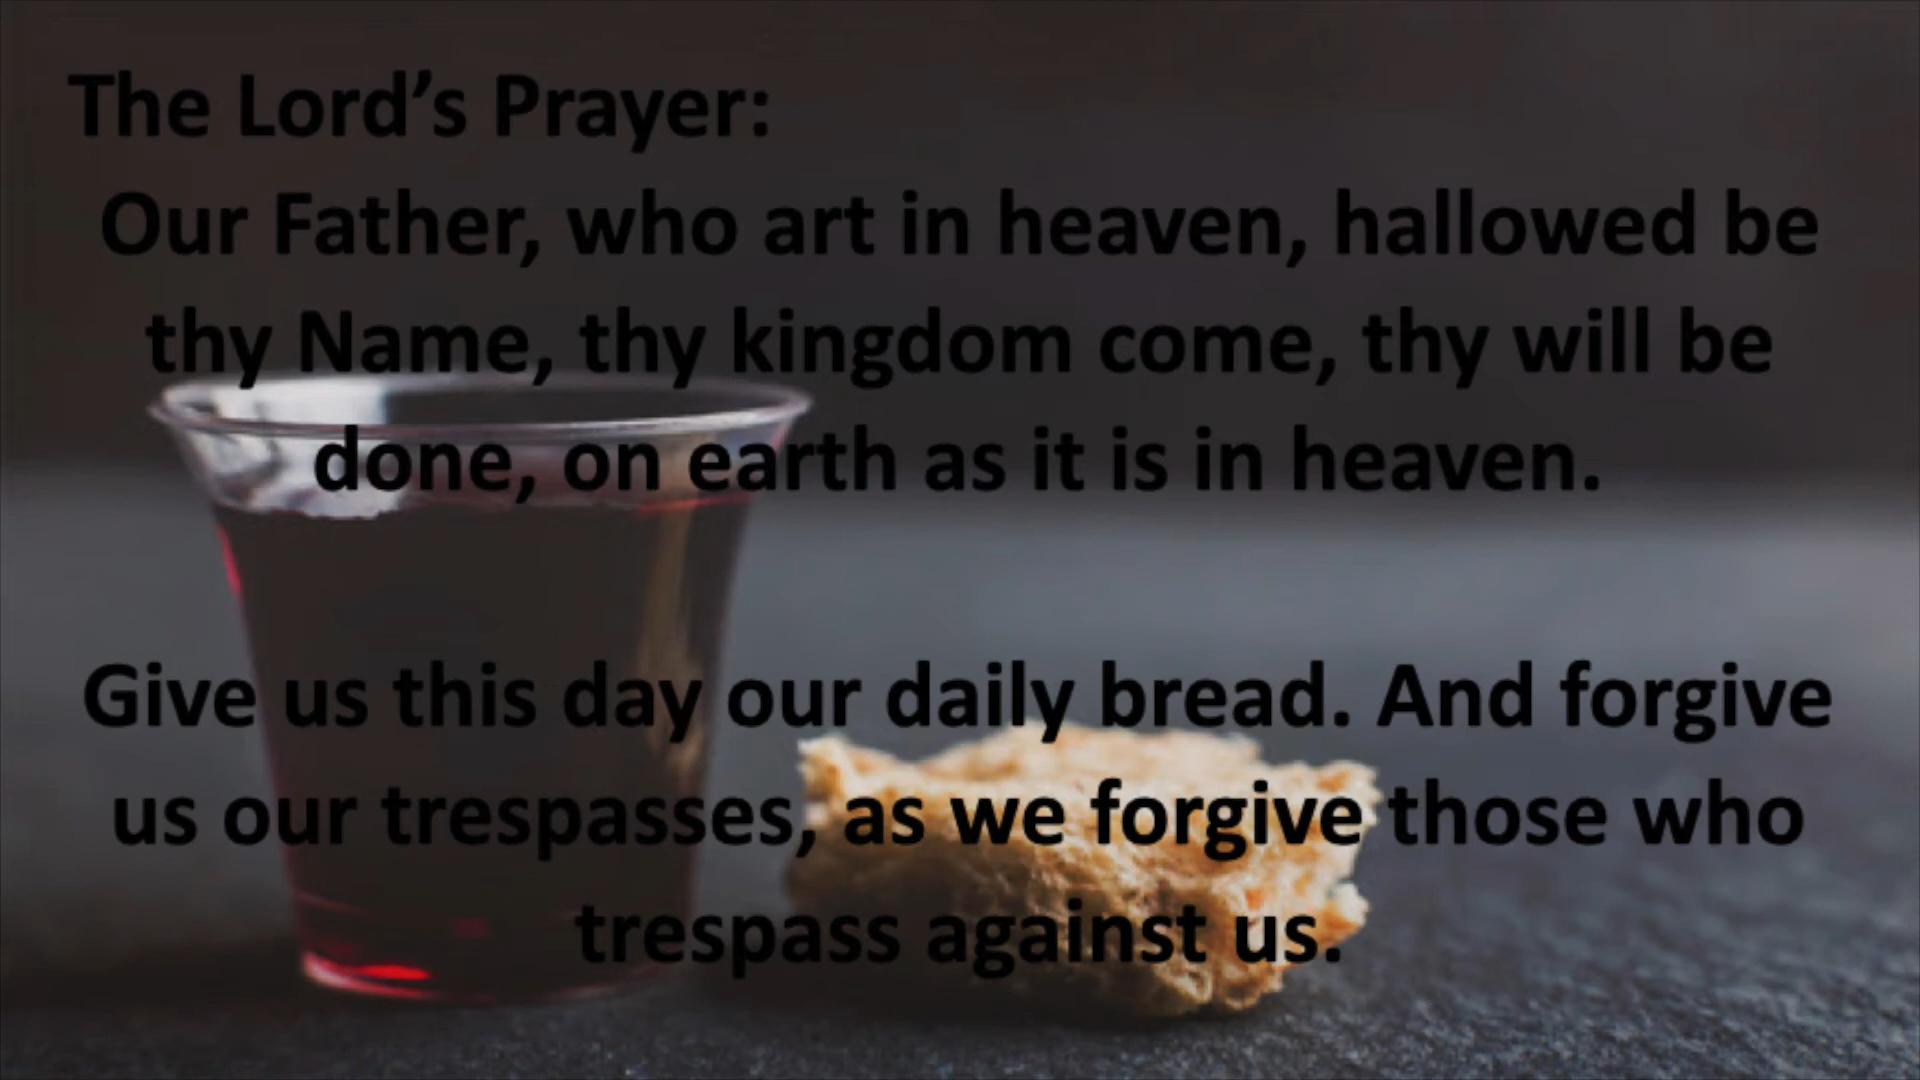 The Lord’s Prayer:
Our Father, who art in heaven, hallowed be
thy Name, thy kingdom come, thy will be
done, on earth as it is in heaven.
Give us this day our daily bread. And forgive
us our trespasses, as we forgive those who
trespass against us.